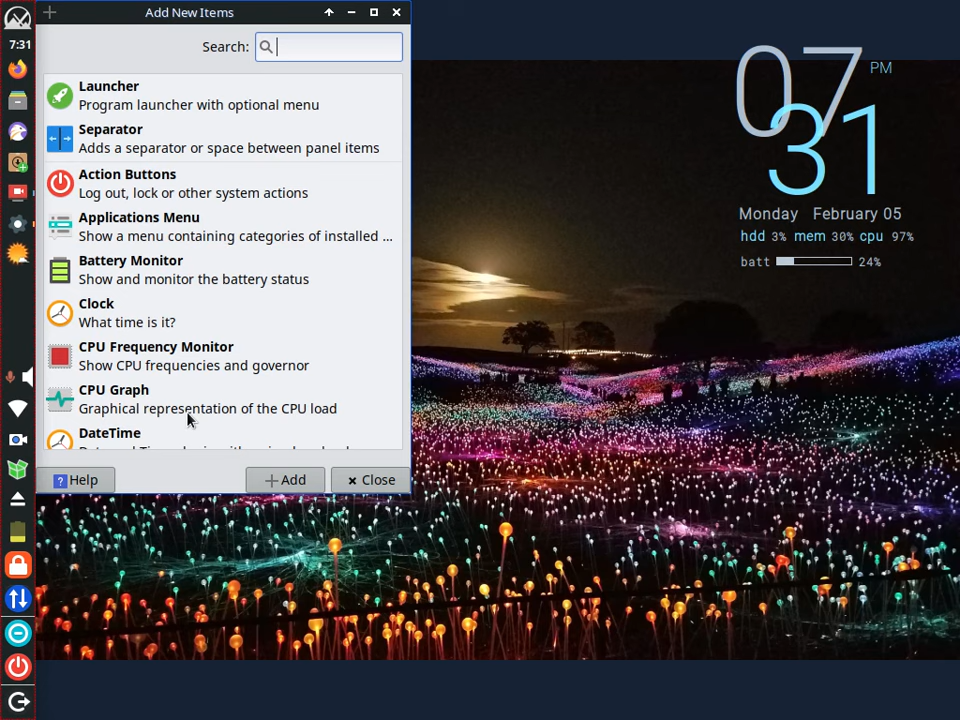 Add New Items
7:31
Search:
Launcher
Program launcher with optional menu
Separator
Adds a separator or space between panel items
Action Buttons
Log out, lock or other system actions
Applications Menu
Show a menu containing categories of installed ...
Battery Monitor
Show and monitor the battery status
Clock
What time is it?
CPU Frequency Monitor
Show CPU frequencies and governor
CPU Graph
Graphical representation of the CPU load
DateTime
Help
Add
Close
07 PM
31
Monday February 05
hdd 3% mem 30% cpu 97%
batt 24%